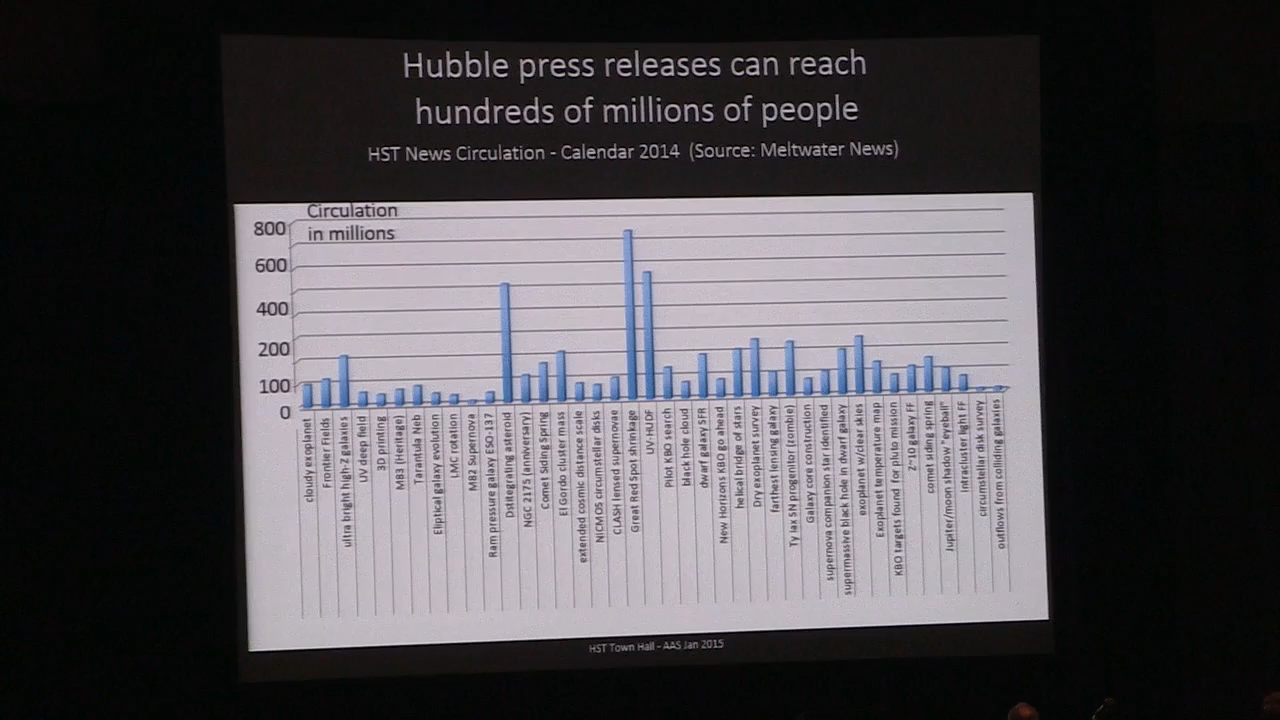 Hubble press releases can reach
hundreds of millions of people
HST News Circulation - Calendar 2014 (Source: Meltwater News)
Circulation
in millions
800
600
400
200
100
0
cloudy exoplanet
Frontier Fields
ultra bright high-Z galaxies
UV deep field
3D printing
M83 (Heritage)
Tarantula Neb
Eliptical galaxy evolution
LMC rotation
M82 Supernova
Ram pressure galaxy ESO-137
Dstitegrating asteroid
NGC 2175 (anniversary)
Comet Siding Spring
El Gordo cluster mass
extended cosmic distance scale
NICMOS circumstellar disks
CLASH lensed supernovae
Great Red Spot shrinkage
UV-HUDF
Pilot KBO search
black hole cloud
dwarf galaxy SFR
New Horizons KBO go ahead
helical bridge of stars
Dry exoplanet survey
farthest lensing galaxy
Ty Iax SN progenitor (zombie)
Galaxy core construction
supernova companion star identified
supermassive black hole in dwarf galaxy
exoplanet w/clear skies
Exoplanet temperature map
KBO targets found for pluto mission
Z~10 galaxy FF
comet siding spring
Jupiter/moon shadow "eyeball"
Intracluster light FF
circumstellar disk survey
outflows from colliding galaxies
HST Town Hall - AAS Jan 2015